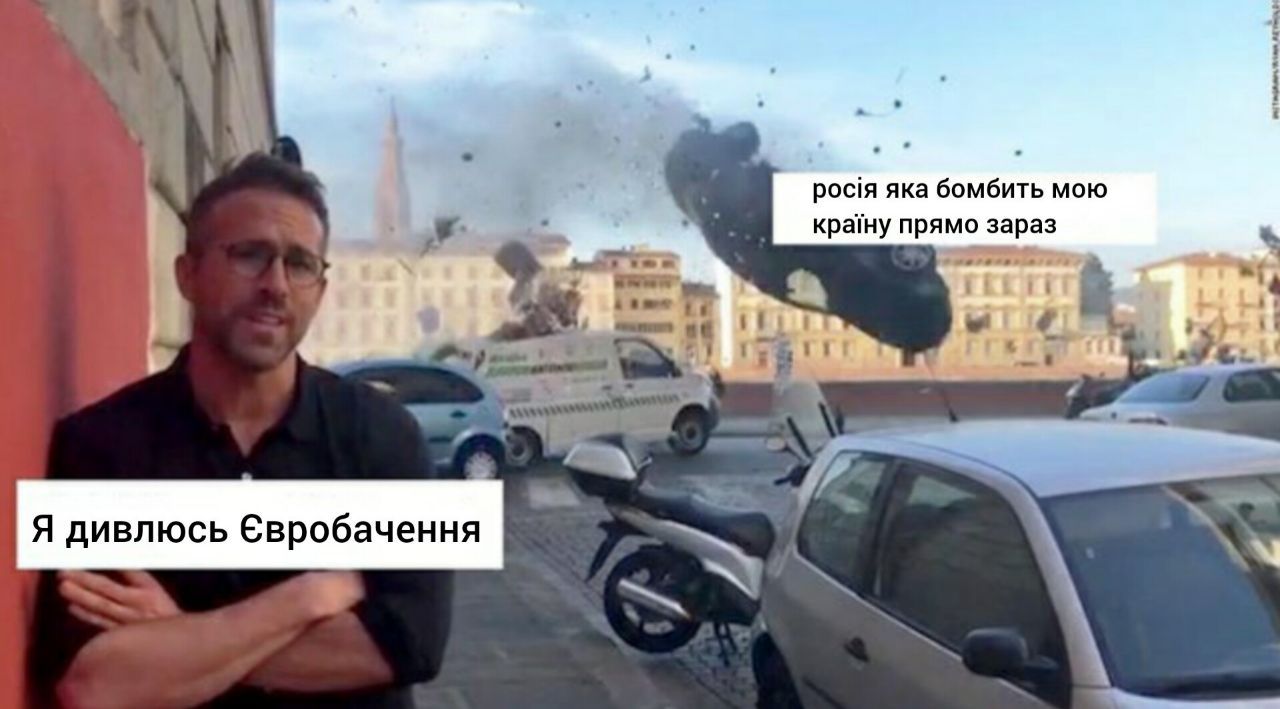 росія яка бомбить мою
країну прямо зараз
Я дивлюсь Євробачення